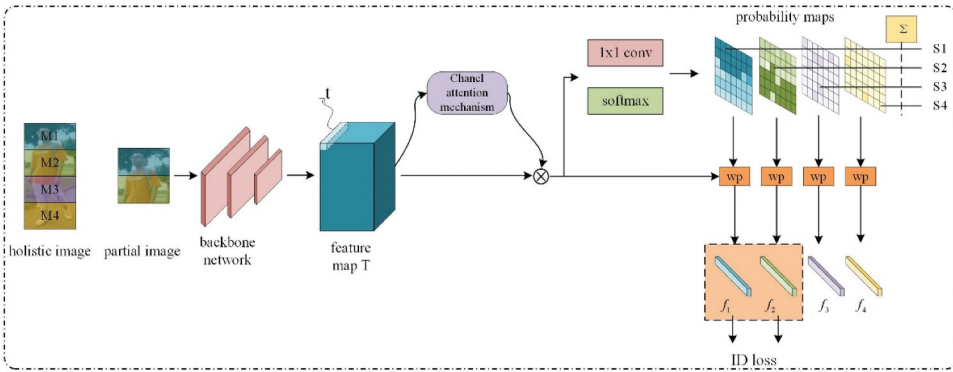 probability maps
Σ
S1
S2
S3
S4
1x1 conv
softmax
Chanel
attention
mechanism
t
M1
M2
M3
M4
holistic image
partial image
backbone
network
feature
map T
wp
wp
wp
wp
f1
f2
f3
f4
ID loss